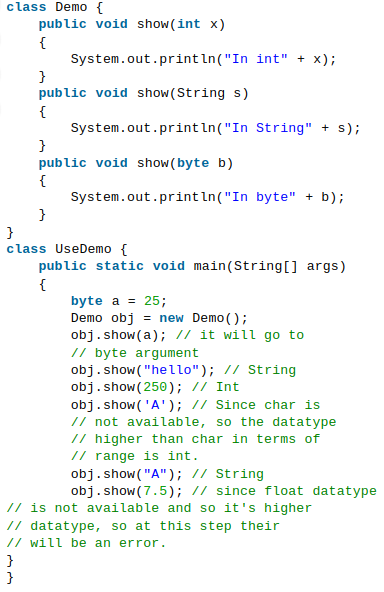 class Demo {
    public void show(int x)
    {
        System.out.println("In int" + x);
    }
    public void show(String s)
    {
        System.out.println("In String" + s);
    }
    public void show(byte b)
    {
        System.out.println("In byte" + b);
    }
}
class UseDemo {
    public static void main(String[] args)
    {
        byte a = 25;
        Demo obj = new Demo();
        obj.show(a); // it will go to
        // byte argument
        obj.show("hello"); // String
        obj.show(250); // Int
        obj.show('A'); // Since char is
        // not available, so the datatype
        // higher than char in terms of
        // range is int.
        obj.show("A"); // String
        obj.show(7.5); // since float datatype
// is not available and so it's higher
// datatype, so at this step their
// will be an error.
}
}